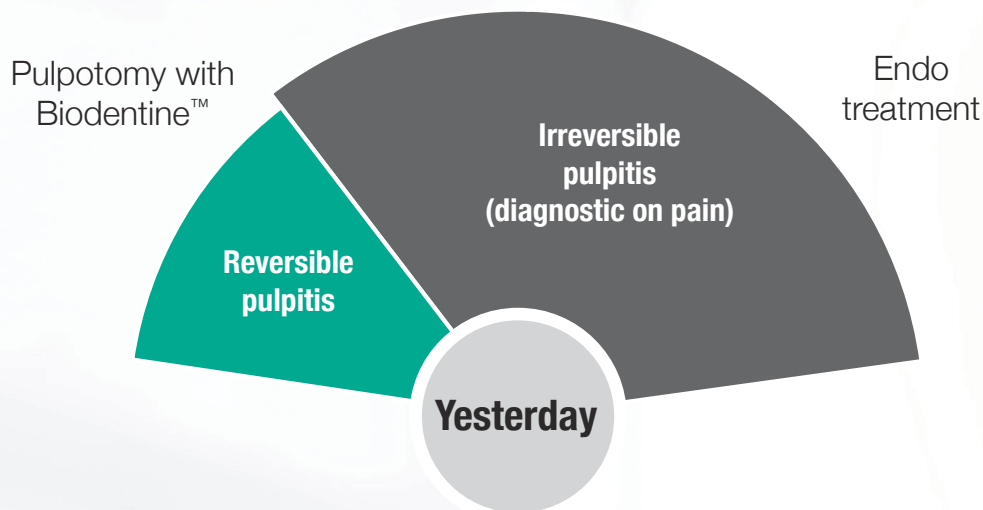 Pulpotomy with
Biodentine™
Endo
treatment
Irreversible
pulpitis
(diagnostic on pain)
Reversible
pulpitis
Yesterday